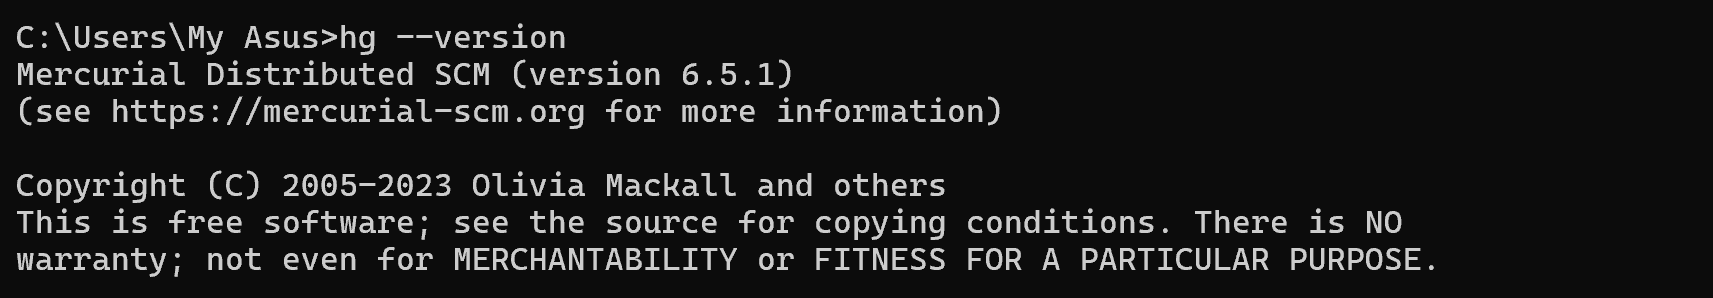 C:\Users\My Asus>hg --version
Mercurial Distributed SCM (version 6.5.1)
(see https://mercurial-scm.org for more information)

Copyright (C) 2005-2023 Olivia Mackall and others
This is free software; see the source for copying conditions. There is NO
warranty; not even for MERCHANTABILITY or FITNESS FOR A PARTICULAR PURPOSE.